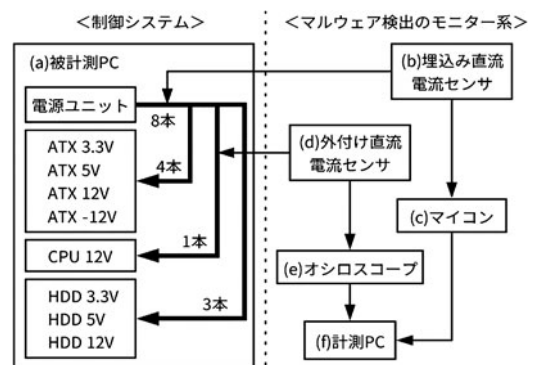 ＜制御システム＞
＜マルウェア検出のモニター系＞
(a)被計測PC
電源ユニット
8本
ATX 3.3V
ATX 5V
ATX 12V
ATX -12V
4本
CPU 12V
1本
HDD 3.3V
HDD 5V
HDD 12V
3本
(b)埋込み直流
電流センサ
(d)外付け直流
電流センサ
(c)マイコン
(e)オシロスコープ
(f)計測PC